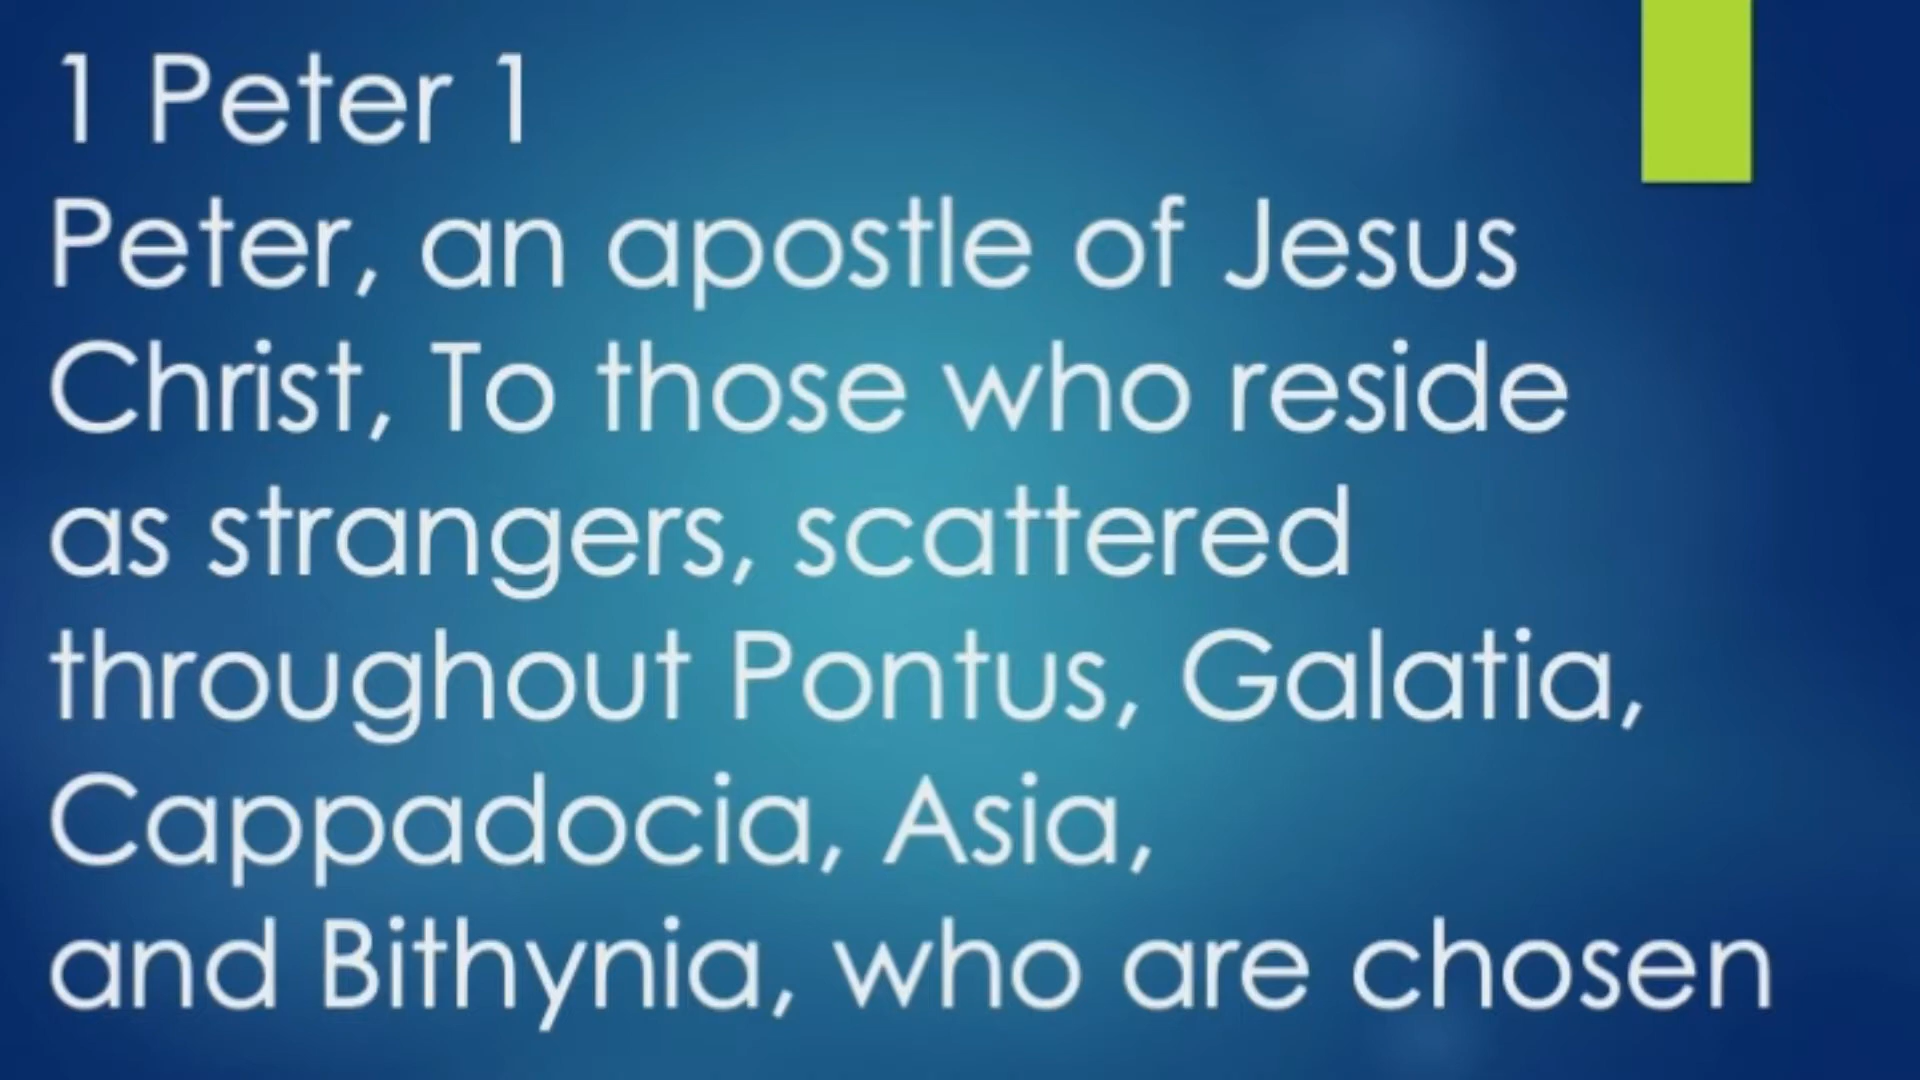 1 Peter 1
Peter, an apostle of Jesus
Christ, To those who reside
as strangers, scattered
throughout Pontus, Galatia,
Cappadocia, Asia,
and Bithynia, who are chosen